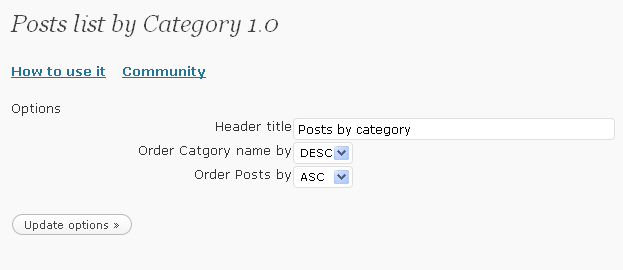 Posts list by Category 1.0
How to use it Community
Options
Header title Posts by category
Order Catgory name by DESC
Order Posts by ASC
Update options »